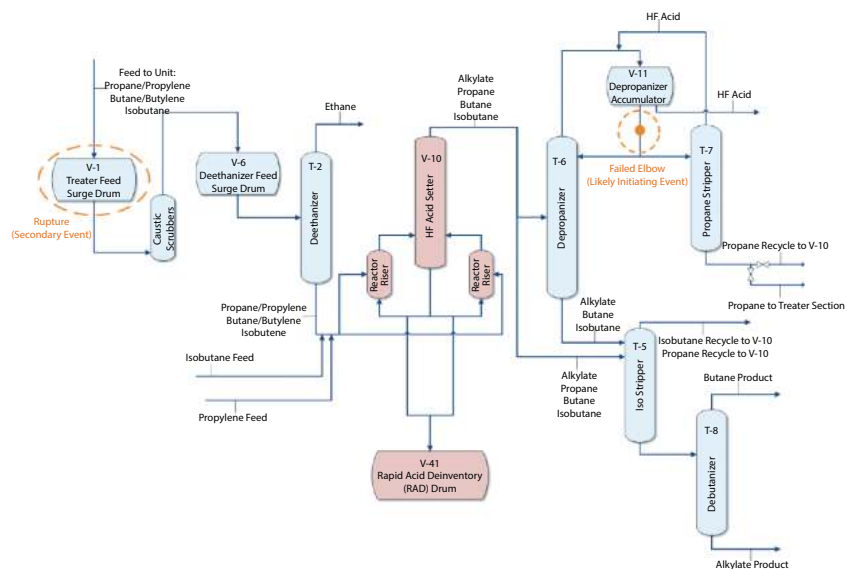 HF Acid
Feed to Unit:
Propane/Propylene
Butane/Butylene
Isobutane
Ethane
Alkylate
Propane
Butane
Isobutane
V-11
Depropanizer
Accumulator
HF Acid
V-1
Treater Feed
Surge Drum
V-6
Deethanizer Feed
Surge Drum
T-2
Deethanizer
V-10
HF Acid Setter
T-6
Depropanizer
T-7
Propane Stripper
Failed Elbow
(Likely Initiating Event)
Rupture
(Secondary Event)
Caustic
Scrubbers
Reactor
Riser
Reactor
Riser
Propane Recycle to V-10
Propane to Treater Section
Propane/Propylene
Butane/Butylene
Isobutene
Alkylate
Butane
Isobutane
Isobutane Feed
Propylene Feed
T-5
Iso Stripper
Isobutane Recycle to V-10
Propane Recycle to V-10
Alkylate
Propane
Butane
Isobutane
Butane Product
T-8
Debutanizer
V-41
Rapid Acid Deinventory
(RAD) Drum
Alkylate Product